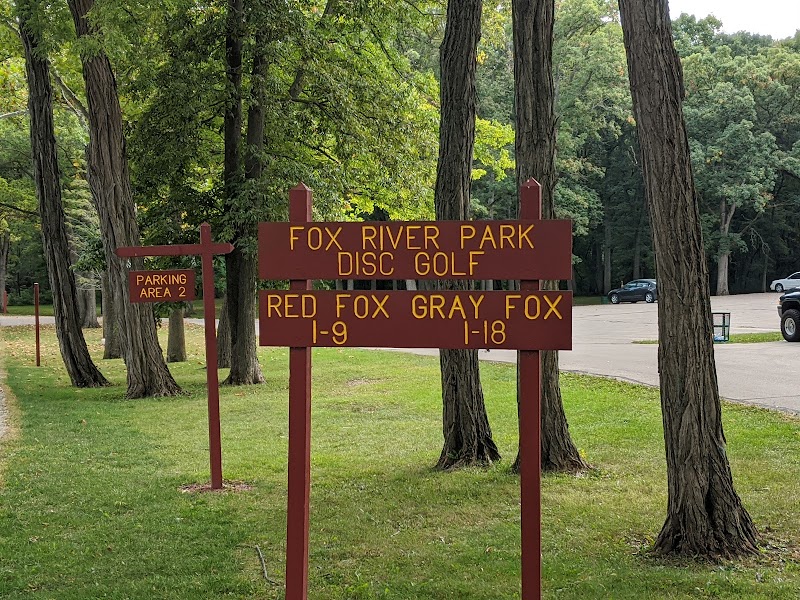 FOX RIVER PARK
DISC GOLF
RED FOX GRAY FOX
1-9 1-18
PARKING
AREA 2